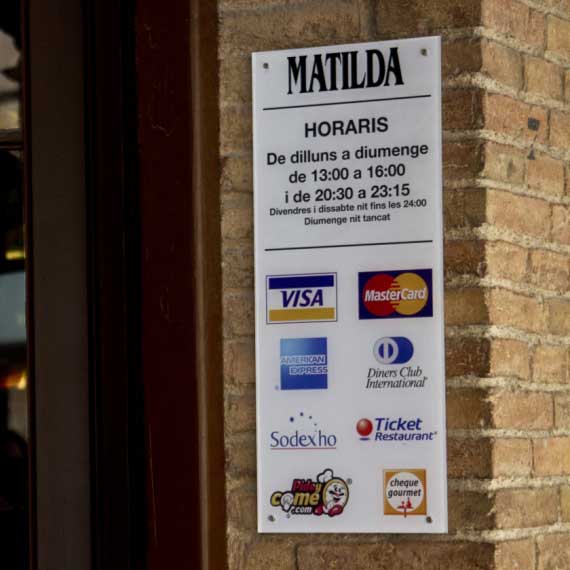 MATILDA
HORARIS
De dilluns a diumenge
de 13:00 a 16:00
i de 20:30 a 23:15
Divendres i dissabte nit fins les 24:00
Diumenge nit tancat
VISA
MasterCard
AMERICAN
EXPRESS
Diners Club
International®
Sodexho
Ticket
Restaurant®
Pide y
come
r.com
cheque
gourmet